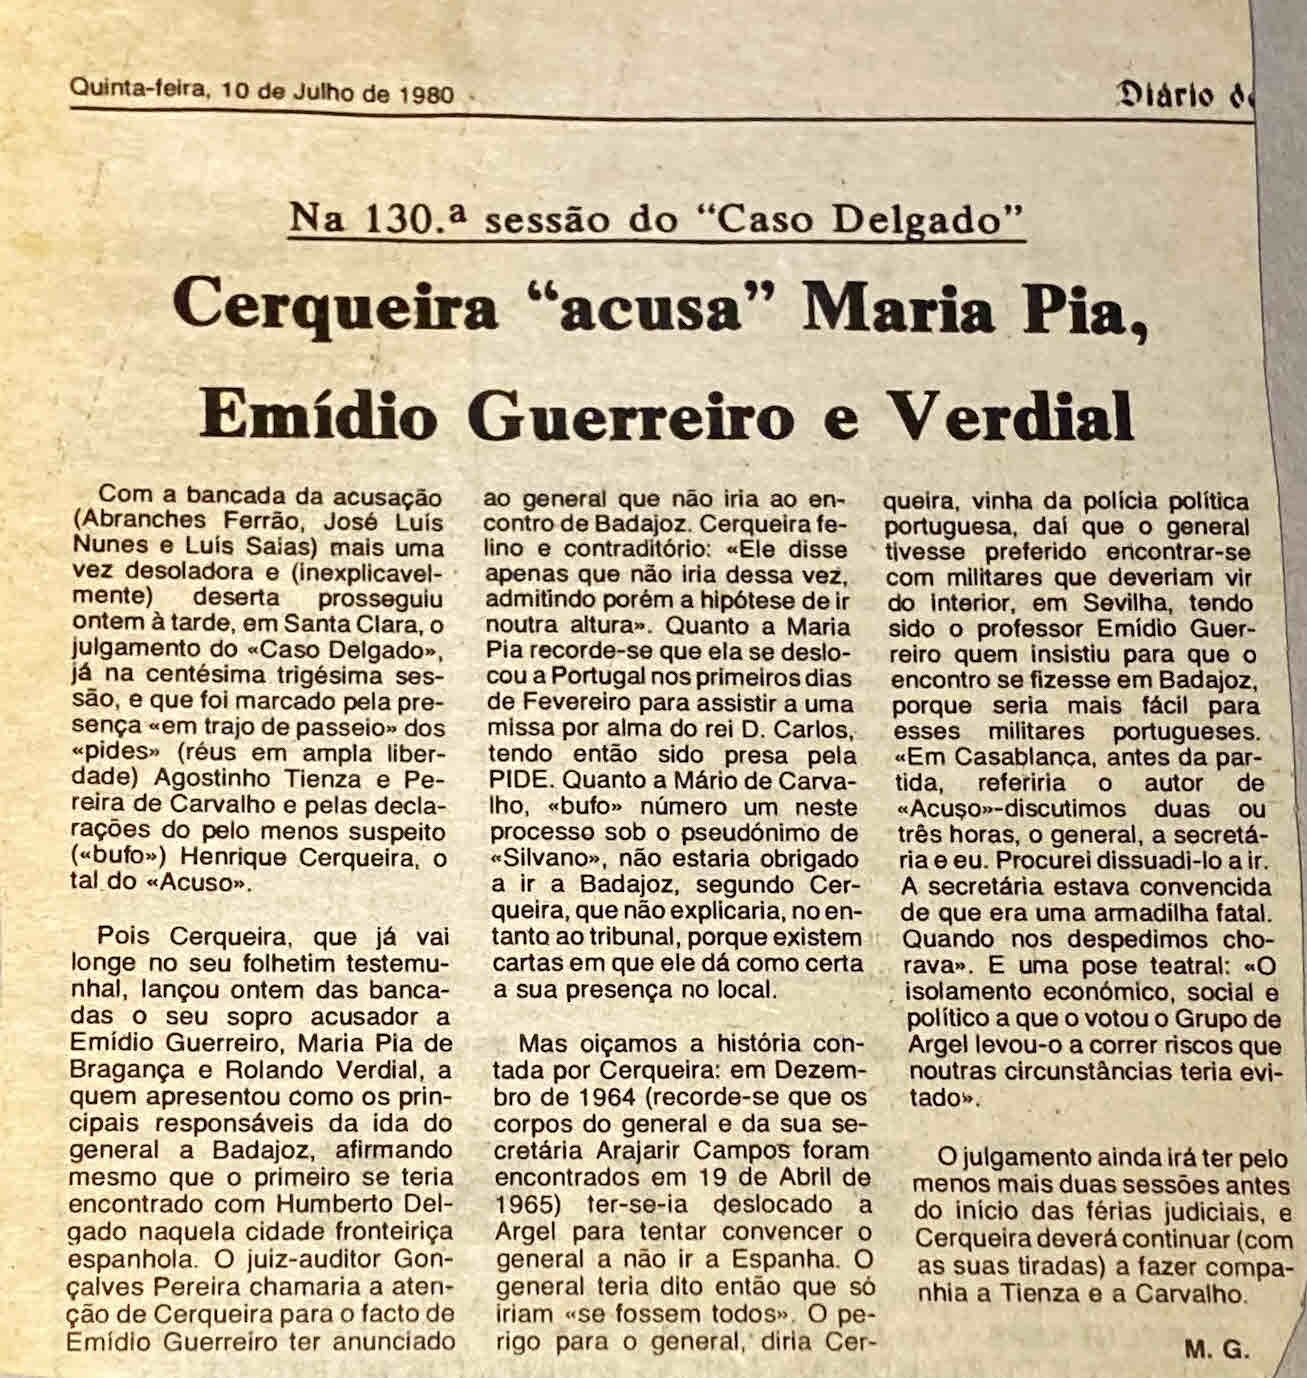 Quinta-feira, 10 de Julho de 1980
Diário de
Na 130.ª sessão do “Caso Delgado”
Cerqueira “acusa” Maria Pia,
Emídio Guerreiro e Verdial
Com a bancada da acusação
(Abranches Ferrão, José Luís
Nunes e Luís Saias) mais uma
vez desoladora e (inexplicavel-
mente) deserta prosseguiu
ontem à tarde, em Santa Clara, o
julgamento do «Caso Delgado»,
já na centésima trigésima ses-
são, e que foi marcado pela pre-
sença «em trajo de passeio» dos
«pides» (réus em ampla liber-
dade) Agostinho Tienza e Pe-
reira de Carvalho e pelas decla-
rações do pelo menos suspeito
(«bufo») Henrique Cerqueira, o
tal do «Acuso».
Pois Cerqueira, que já vai
longe no seu folhetim testemu-
nhal, lançou ontem das banca-
das o seu sopro acusador a
Emídio Guerreiro, Maria Pia de
Bragança e Rolando Verdial, a
quem apresentou como os prin-
cipais responsáveis da ida do
general a Badajoz, afirmando
mesmo que o primeiro se teria
encontrado com Humberto Del-
gado naquela cidade fronteiriça
espanhola. O juiz-auditor Gon-
çalves Pereira chamaria a aten-
ção de Cerqueira para o facto de
Emídio Guerreiro ter anunciado
ao general que não iria ao en-
contro de Badajoz. Cerqueira fe-
lino e contraditório: «Ele disse
apenas que não iria dessa vez,
admitindo porém a hipótese de ir
noutra altura». Quanto a Maria
Pia recorde-se que ela se deslo-
cou a Portugal nos primeiros dias
de Fevereiro para assistir a uma
missa por alma do rei D. Carlos,
tendo então sido presa pela
PIDE. Quanto a Mário de Carva-
lho, «bufo» número um neste
processo sob o pseudónimo de
«Silvano», não estaria obrigado
a ir a Badajoz, segundo Cer-
queira, que não explicaria, no en-
tanto ao tribunal, porque existem
cartas em que ele dá como certa
a sua presença no local.
Mas oiçamos a história con-
tada por Cerqueira: em Dezem-
bro de 1964 (recorde-se que os
corpos do general e da sua se-
cretária Arajarir Campos foram
encontrados em 19 de Abril de
1965) ter-se-ia deslocado a
Argel para tentar convencer o
general a não ir a Espanha. O
general teria dito então que só
iriam «se fossem todos». O pe-
rigo para o general, diria Cer-
queira, vinha da polícia política
portuguesa, daí que o general
tivesse preferido encontrar-se
com militares que deveriam vir
do interior, em Sevilha, tendo
sido o professor Emídio Guer-
reiro quem insistiu para que o
encontro se fizesse em Badajoz,
porque seria mais fácil para
esses militares portugueses.
«Em Casablança, antes da par-
tida, referiria o autor de
«Acuso»-discutimos duas ou
três horas, o general, a secretá-
ria e eu. Procurei dissuadi-lo a ir.
A secretária estava convencida
de que era uma armadilha fatal.
Quando nos despedimos cho-
rava». E uma pose teatral: «O
isolamento económico, social e
político a que o votou o Grupo de
Argel levou-o a correr riscos que
noutras circunstâncias teria evi-
tado».
O julgamento ainda irá ter pelo
menos mais duas sessões antes
do início das férias judiciais, e
Cerqueira deverá continuar (com
as suas tiradas) a fazer compa-
nhia a Tienza e a Carvalho.
M. G.